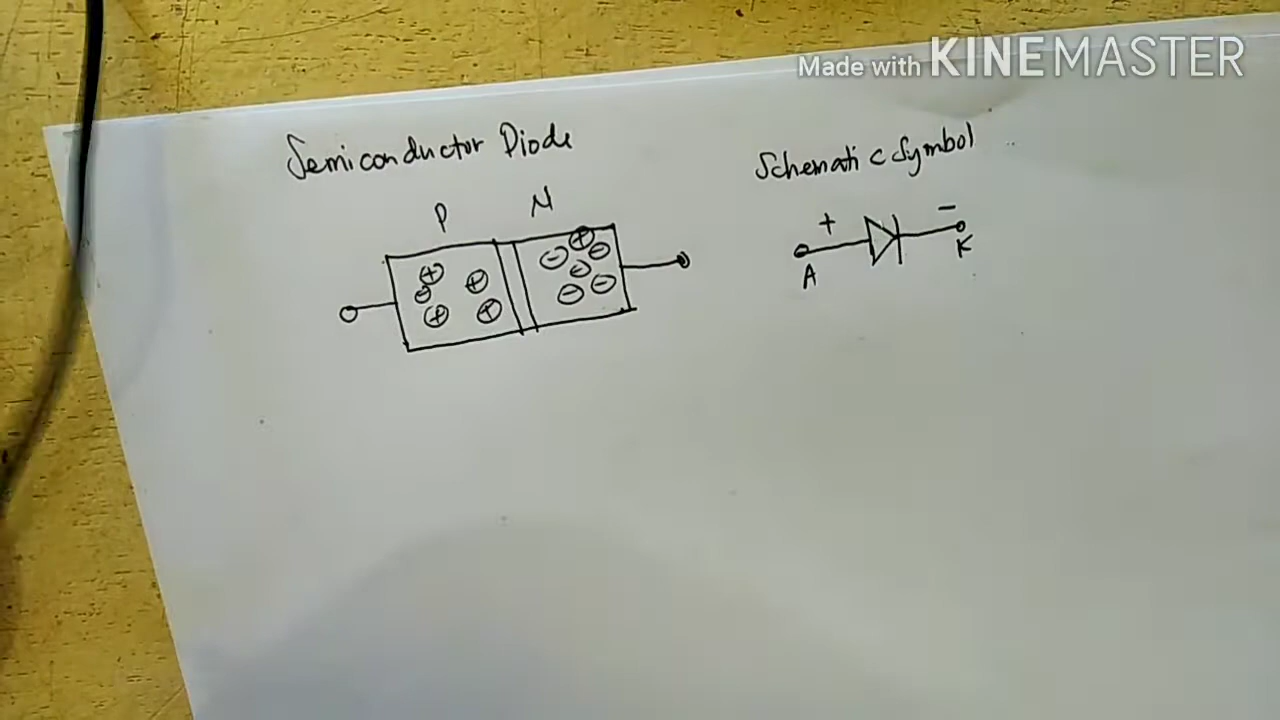 Made with KINEMASTER
Semiconductor Diode
Schematic Symbol
P N
+ -
A K
+ + - + +
+ - - - - -